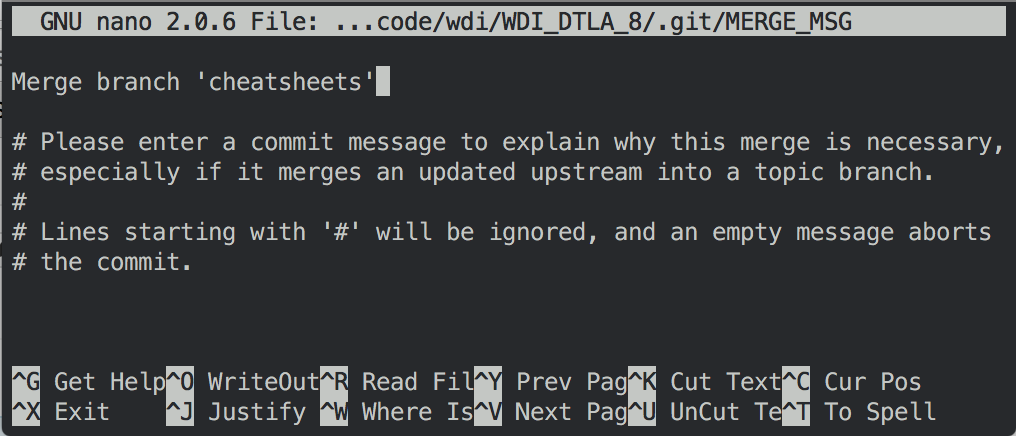 GNU nano 2.0.6 File: ...code/wdi/WDI_DTLA_8/.git/MERGE_MSG
Merge branch 'cheatsheets'
# Please enter a commit message to explain why this merge is necessary,
# especially if it merges an updated upstream into a topic branch.
#
# Lines starting with '#' will be ignored, and an empty message aborts
# the commit.
^G Get Help^O WriteOut^R Read Fil^Y Prev Pag^K Cut Text^C Cur Pos
^X Exit ^J Justify ^W Where Is^V Next Pag^U UnCut Te^T To Spell